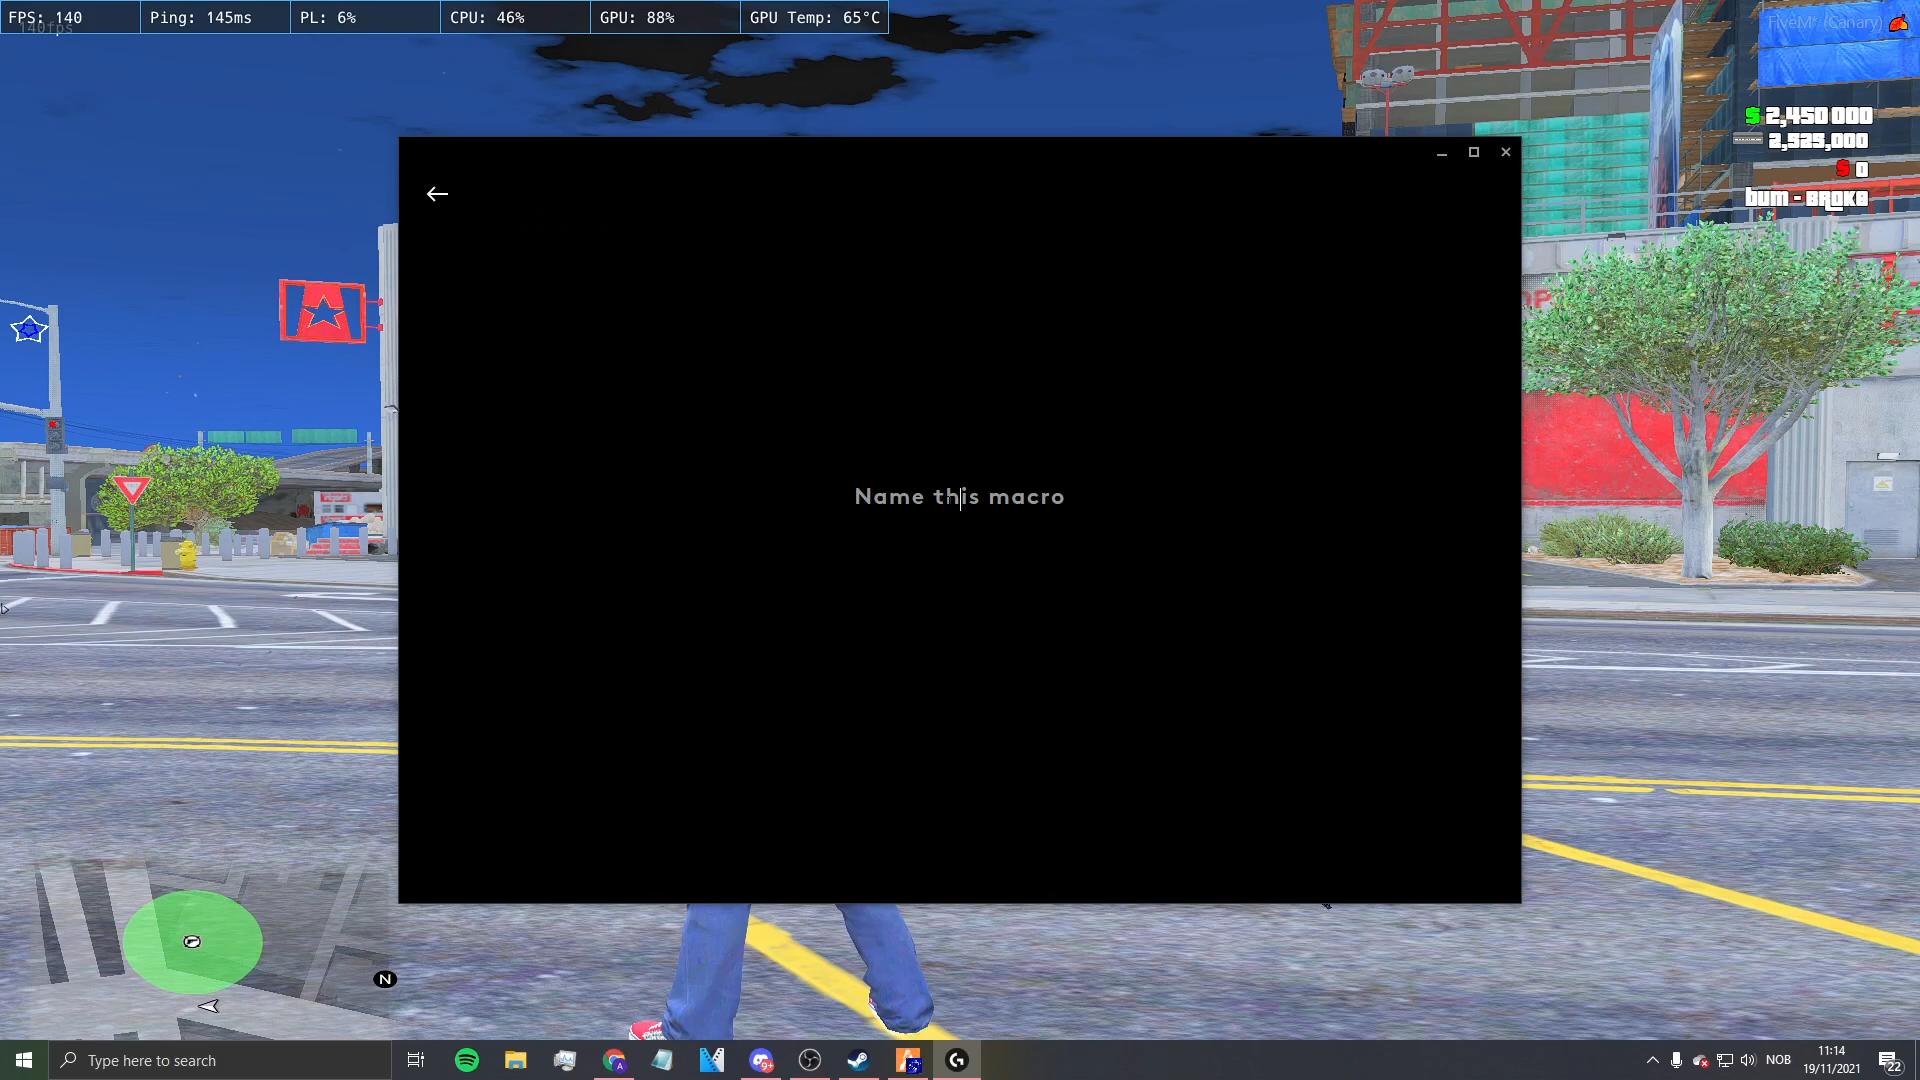 FPS: 140 Ping: 145ms PL: 6% CPU: 46% GPU: 88% GPU Temp: 65°C
140fps
FiveM* (Canary)
$ 2,450 000
2,525,000
$ 0
BUM - BROKE
Name this macro
N
Type here to search
A
9+
NOB
11:14
19/11/2021
22